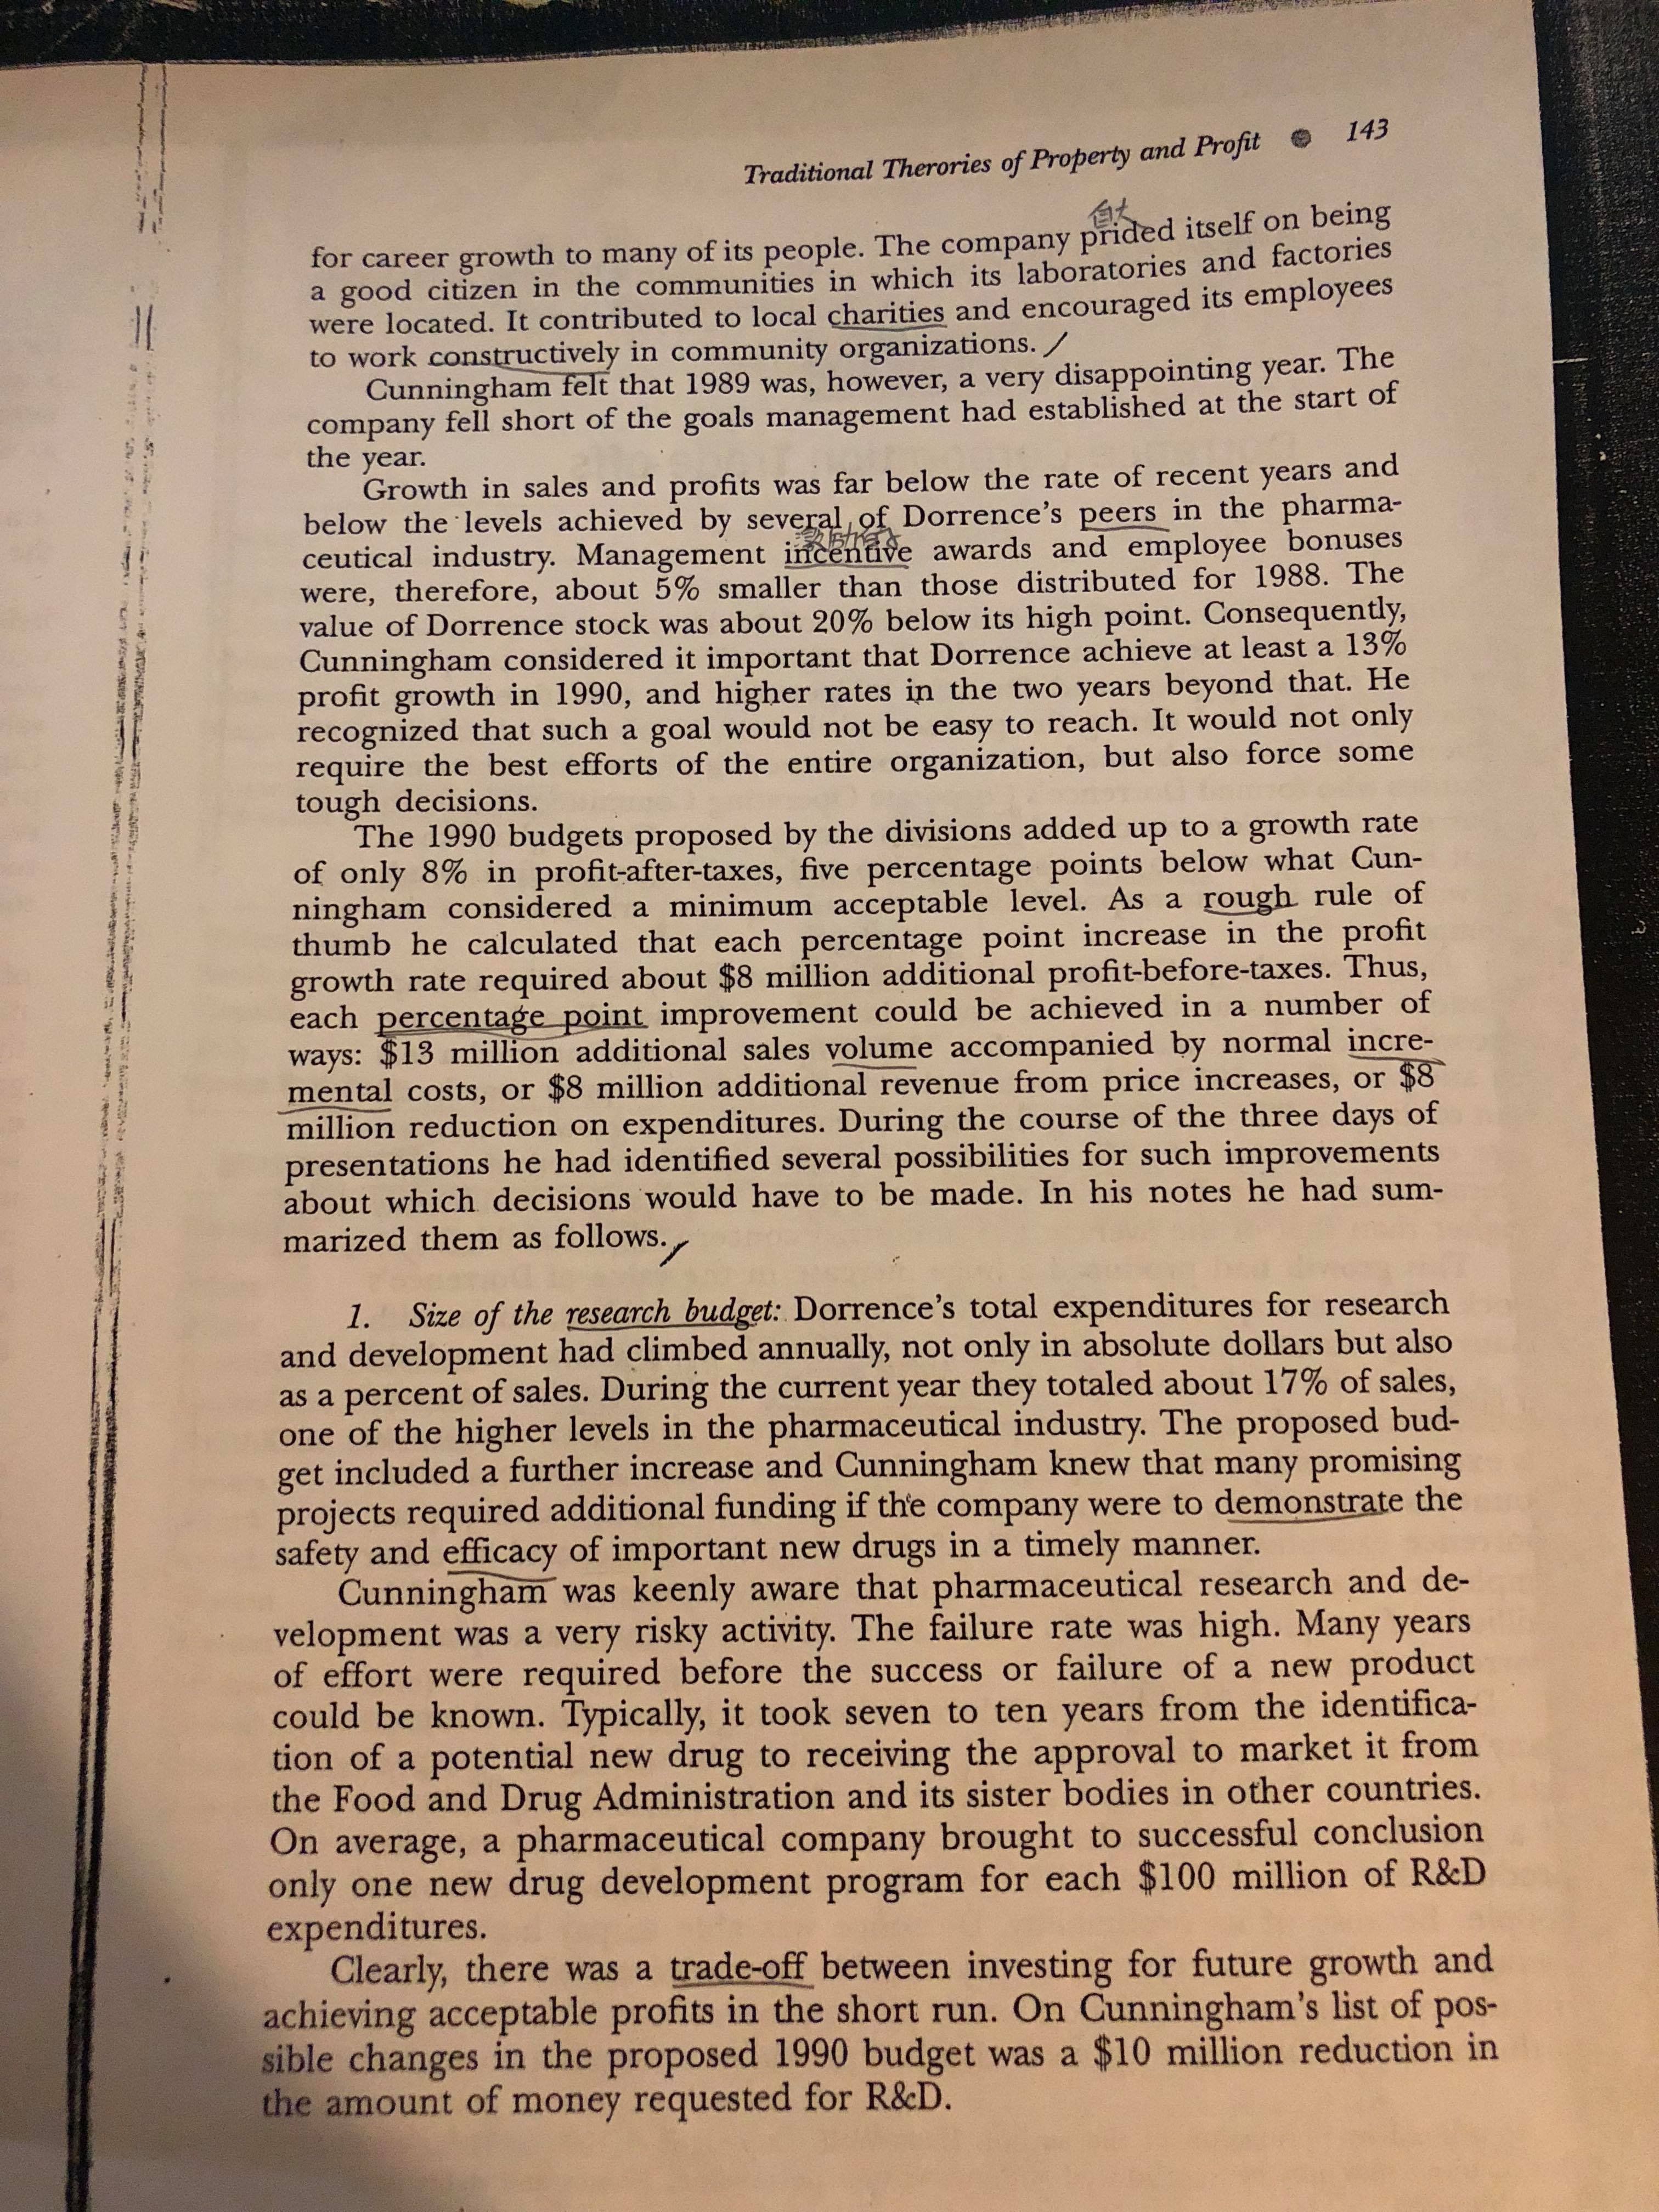 Traditional Therories of Property and Profit ● 143
自大
for career growth to many of its people. The company prided itself on being
a good citizen in the communities in which its laboratories and factories
were located. It contributed to local charities and encouraged its employees
to work constructively in community organizations. /
Cunningham felt that 1989 was, however, a very disappointing year. The
company fell short of the goals management had established at the start of
the year.
Growth in sales and profits was far below the rate of recent years and
below the levels achieved by several of Dorrence's peers in the pharma-
ceutical industry. Management incentive awards and employee bonuses
were, therefore, about 5% smaller than those distributed for 1988. The
value of Dorrence stock was about 20% below its high point. Consequently,
Cunningham considered it important that Dorrence achieve at least a 13%
profit growth in 1990, and higher rates in the two years beyond that. He
recognized that such a goal would not be easy to reach. It would not only
require the best efforts of the entire organization, but also force some
tough decisions.
The 1990 budgets proposed by the divisions added up to a growth rate
of only 8% in profit-after-taxes, five percentage points below what Cun-
ningham considered a minimum acceptable level. As a rough rule of
thumb he calculated that each percentage point increase in the profit
growth rate required about $8 million additional profit-before-taxes. Thus,
each percentage point improvement could be achieved in a number of
ways: $13 million additional sales volume accompanied by normal incre-
mental costs, or $8 million additional revenue from price increases, or $8
million reduction on expenditures. During the course of the three days of
presentations he had identified several possibilities for such improvements
about which decisions would have to be made. In his notes he had sum-
marized them as follows.
1. Size of the research budget: Dorrence's total expenditures for research
and development had climbed annually, not only in absolute dollars but also
as a percent of sales. During the current year they totaled about 17% of sales,
one of the higher levels in the pharmaceutical industry. The proposed bud-
get included a further increase and Cunningham knew that many promising
projects required additional funding if the company were to demonstrate the
safety and efficacy of important new drugs in a timely manner.
Cunningham was keenly aware that pharmaceutical research and de-
velopment was a very risky activity. The failure rate was high. Many years
of effort were required before the success or failure of a new product
could be known. Typically, it took seven to ten years from the identifica-
tion of a potential new drug to receiving the approval to market it from
the Food and Drug Administration and its sister bodies in other countries.
On average, a pharmaceutical company brought to successful conclusion
only one new drug development program for each $100 million of R&D
expenditures.
Clearly, there was a trade-off between investing for future growth and
achieving acceptable profits in the short run. On Cunningham's list of pos-
sible changes in the proposed 1990 budget was a $10 million reduction in
the amount of money requested for R&D.